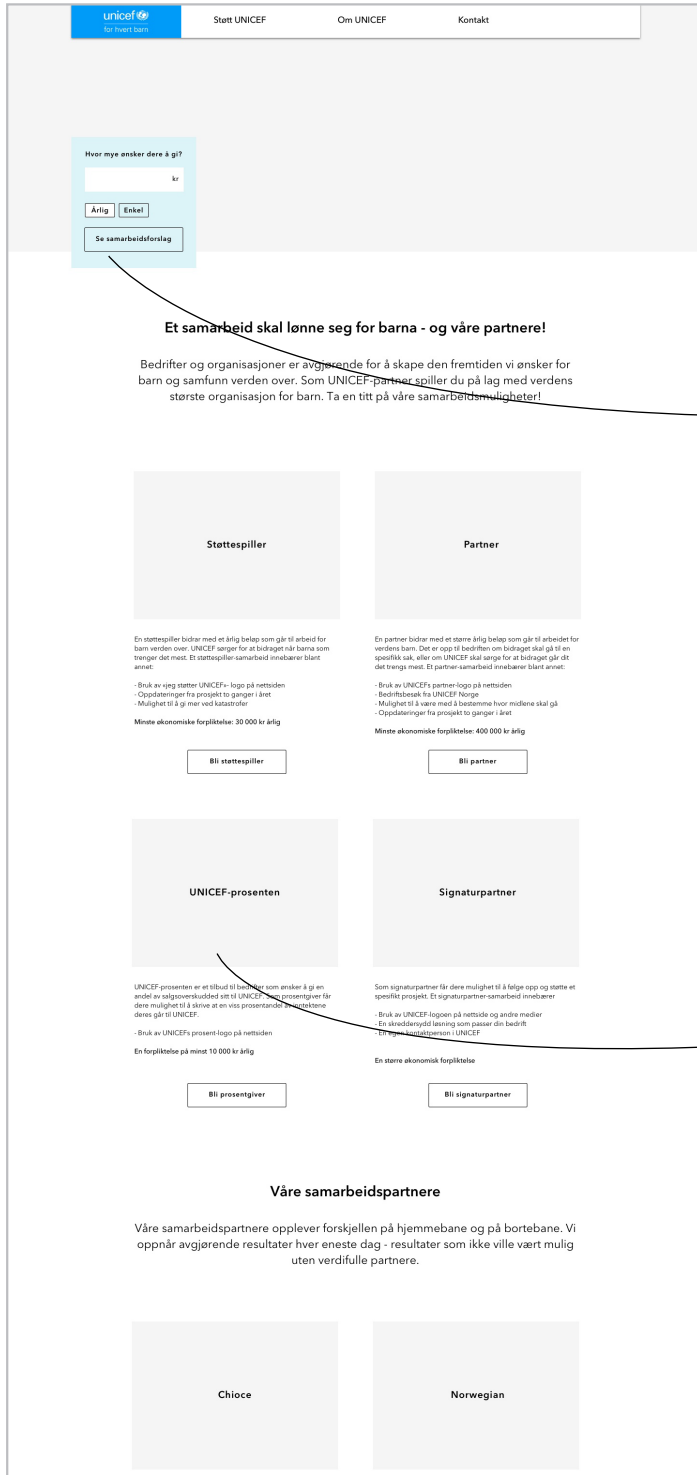 unicef
for hvert barn
Støtt UNICEF
Om UNICEF
Kontakt
Hvor mye ønsker dere å gi?
kr
Årlig
Enkel
Se samarbeidsforslag
Et samarbeid skal lønne seg for barna - og våre partnere!
Bedrifter og organisasjoner er avgjørende for å skape den fremtiden vi ønsker for
barn og samfunn verden over. Som UNICEF-partner spiller du på lag med verdens
største organisasjon for barn. Ta en titt på våre samarbeidsmuligheter!
Støttespiller
En støttespiller bidrar med et årlig beløp som går til arbeid for
barn verden over. UNICEF sørger for at bidraget når barna som
trenger det mest. Et støttespiller-samarbeid innebærer blant
annet:
- Bruk av «jeg støtter UNICEF»- logo på nettsiden
- Oppdateringer fra prosjekt to ganger i året
- Mulighet til å gi mer ved katastrofer
Minste økonomiske forpliktelse: 30 000 kr årlig
Bli støttespiller
Partner
En partner bidrar med et større årlig beløp som går til arbeidet for
verdens barn. Det er opp til bedriften om bidraget skal gå til en
spesifikk sak, eller om UNICEF skal sørge for at bidraget går dit
det trengs mest. Et partner-samarbeid innebærer blant annet:
- Bruk av UNICEFs partner-logo på nettsiden
- Bedriftsbesøk fra UNICEF Norge
- Mulighet til å være med å bestemme hvor midlene skal gå
- Oppdateringer fra prosjekt to ganger i året
Minste økonomiske forpliktelse: 400 000 kr årlig
Bli partner
UNICEF-prosenten
UNICEF-prosenten er et tilbud til bedrifter som ønsker å gi en
andel av salgsoverskudded sitt til UNICEF. Som prosentgiver får
dere mulighet til å skrive at en viss prosentandel av inntektene
deres går til UNICEF.
- Bruk av UNICEFs prosent-logo på nettsiden
En forpliktelse på minst 10 000 kr årlig
Bli prosentgiver
Signaturpartner
Som signaturpartner får dere mulighet til å følge opp og støtte et
spesifikt prosjekt. Et signaturpartner-samarbeid innebærer
- Bruk av UNICEF-logoen på nettside og andre medier
- En skreddersydd løsning som passer din bedrift
- En egen kontaktperson i UNICEF
En større økonomisk forpliktelse
Bli signaturpartner
Våre samarbeidspartnere
Våre samarbeidspartnere opplever forskjellen på hjemmebane og på bortebane. Vi
oppnår avgjørende resultater hver eneste dag - resultater som ikke ville vært mulig
uten verdifulle partnere.
Chioce
Norwegian